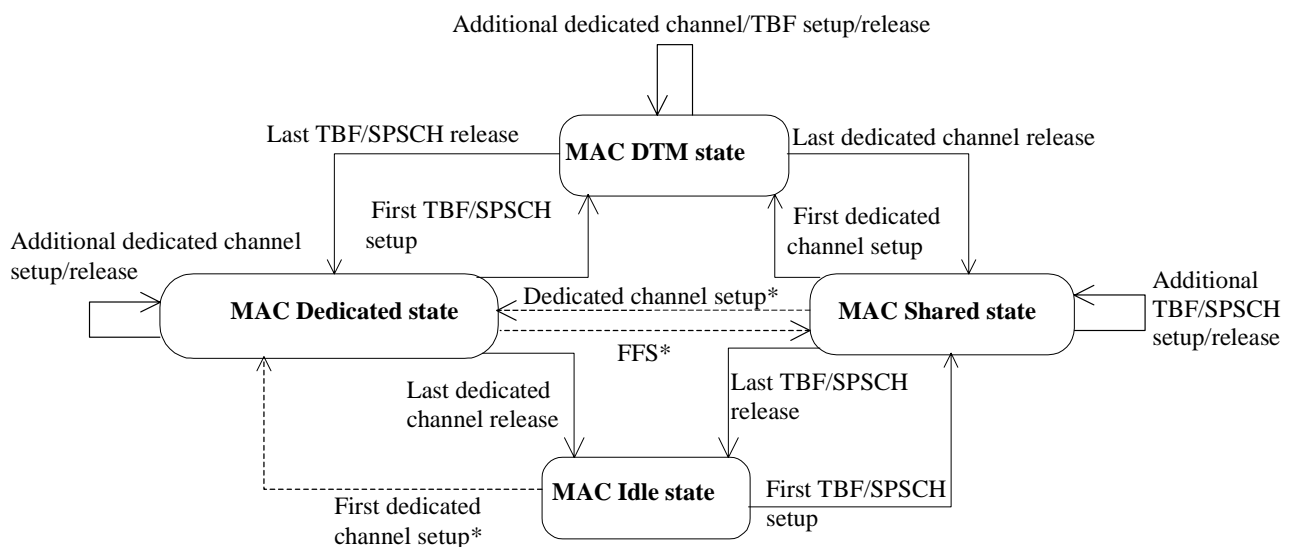 Additional dedicated channel/TBF setup/release
Last TBF/SPSCH release
MAC DTM state
Last dedicated channel release
First TBF/SPSCH
setup
First dedicated
channel setup
Additional dedicated channel
setup/release
MAC Dedicated state
Dedicated channel setup*
FFS*
MAC Shared state
Additional
TBF/SPSCH
setup/release
Last dedicated
channel release
Last TBF/SPSCH
release
First dedicated
channel setup*
MAC Idle state
First TBF/SPSCH
setup